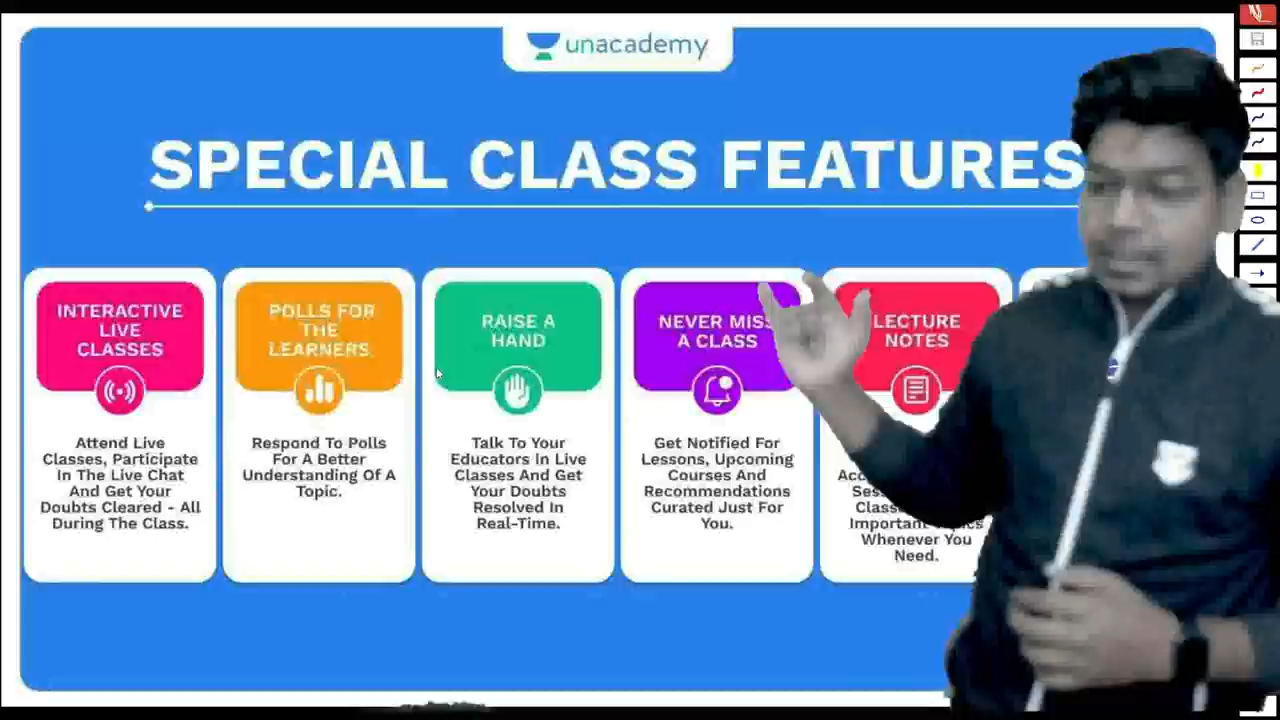 unacademy
SPECIAL CLASS FEATURES
INTERACTIVE
LIVE
CLASSES
Attend Live
Classes, Participate
In The Live Chat
And Get Your
Doubts Cleared - All
During The Class.
POLLS FOR
THE
LEARNERS
Respond To Polls
For A Better
Understanding Of A
Topic.
RAISE A
HAND
Talk To Your
Educators In Live
Classes And Get
Your Doubts
Resolved In
Real-Time.
NEVER MISS
A CLASS
Get Notified For
Lessons, Upcoming
Courses And
Recommendations
Curated Just For
You.
LECTURE
NOTES
Important
Whenever You
Need.